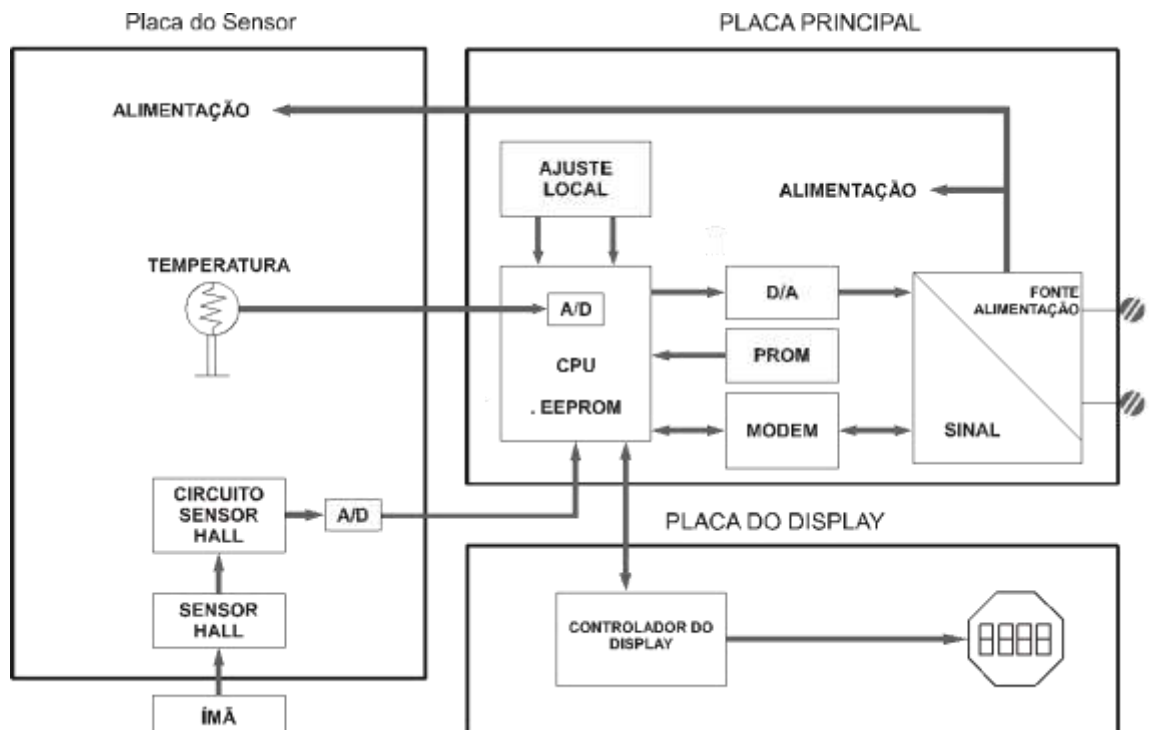 Placa do Sensor
PLACA PRINCIPAL
ALIMENTAÇÃO
AJUSTE
LOCAL
ALIMENTAÇÃO
TEMPERATURA
A/D
CPU
. EEPROM
D/A
PROM
MODEM
FONTE
ALIMENTAÇÃO
SINAL
CIRCUITO
SENSOR
HALL
A/D
SENSOR
HALL
ÍMÃ
PLACA DO DISPLAY
CONTROLADOR DO
DISPLAY
8888